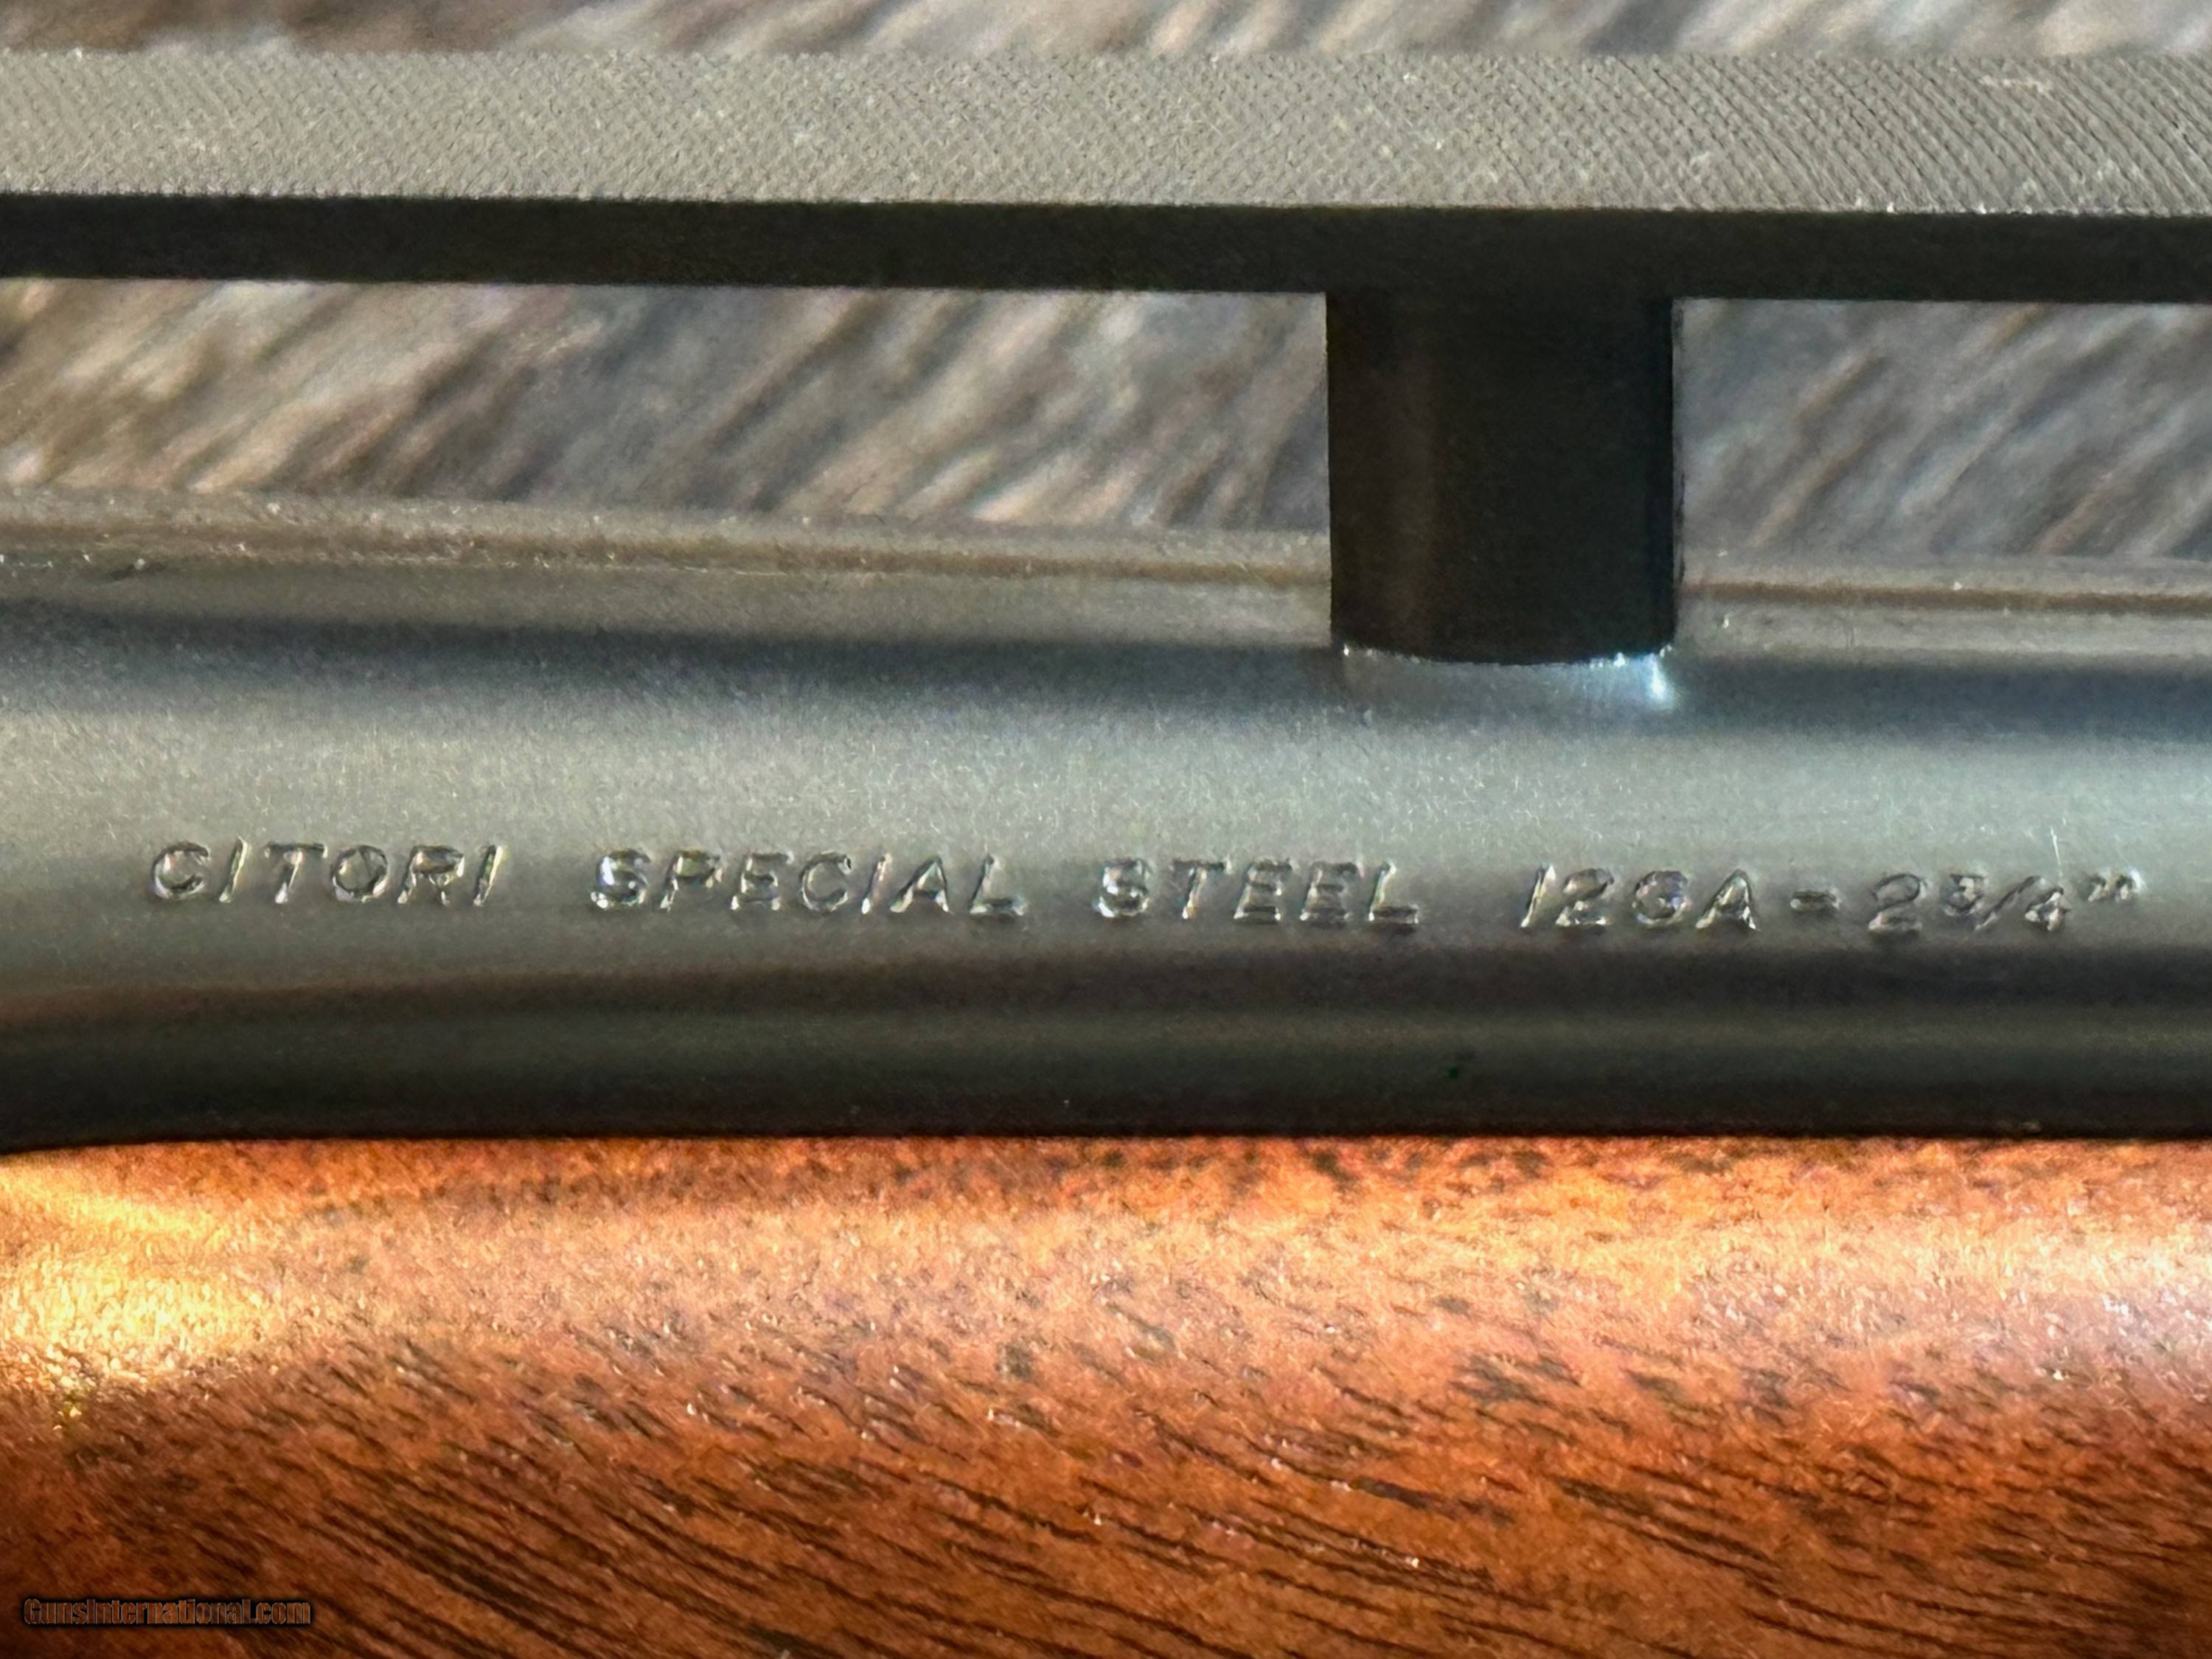 CITORI SPECIAL STEEL 12GA-2¾"
GunsInternational.com